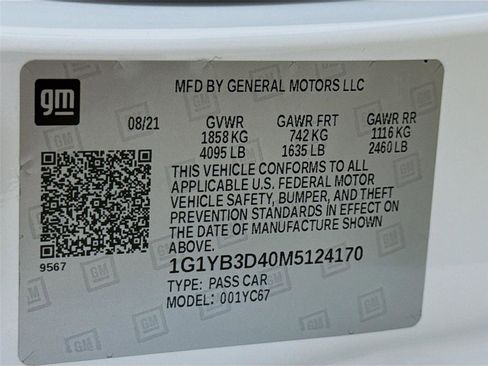 gm
MFD BY GENERAL MOTORS LLC
08/21 GVWR GAWR FRT GAWR RR
1858 KG 742 KG 1116 KG
4095 LB 1635 LB 2460 LB
THIS VEHICLE CONFORMS TO ALL
APPLICABLE U.S. FEDERAL MOTOR
VEHICLE SAFETY, BUMPER, AND THEFT
PREVENTION STANDARDS IN EFFECT ON
THE DATE OF MANUFACTURE SHOWN
ABOVE.
9567
1G1YB3D40M5124170
TYPE: PASS CAR
MODEL: 001YC67